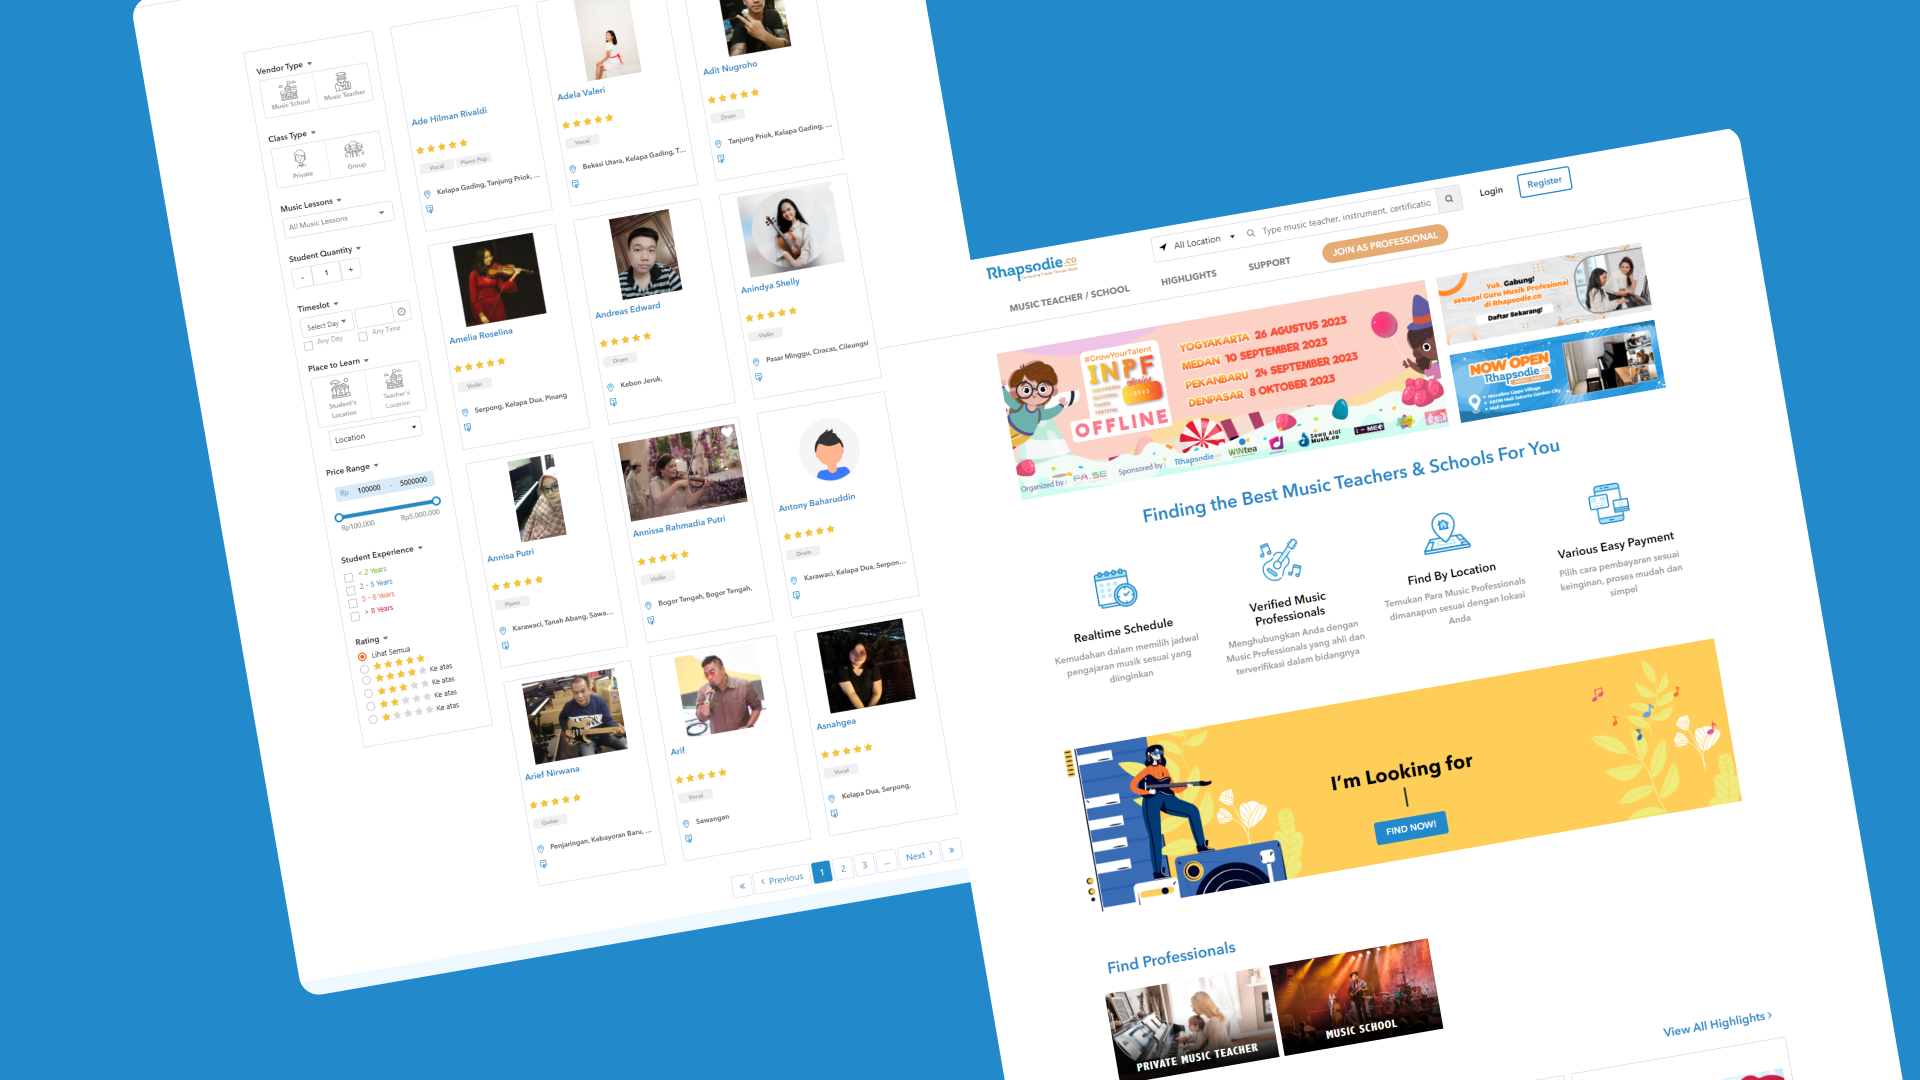 Vendor Type
Music School
Music Teacher
Class Type
Private
Group
Music Lessons
All Music Lessons
Student Quantity
- 1 +
Timeslot
Select Day
Any Day
Any Time
Place to Learn
Student's Location
Teacher's Location
Location
Price Range
Rp 100000 - 5000000
Rp100.000
Rp5.000.000
Student Experience
< 2 Years
2 - 5 Years
5 - 8 Years
> 8 Years
Rating
Lihat Semua
Ke atas
Ke atas
Ke atas
Ke atas
Ade Hilman Rivaldi
Vocal
Piano Pop
Kelapa Gading, Tanjung Priok, ...
Adela Valeri
Vocal
Bekasi Utara, Kelapa Gading, T...
Adit Nugroho
Drum
Tanjung Priok, Kelapa Gading, ...
Amelia Roselina
Violin
Serpong, Kelapa Dua, Pinang
Andreas Edward
Drum
Kebon Jeruk,
Anindya Shelly
Violin
Pasar Minggu, Ciracas, Cileungsi
Annisa Putri
Piano
Karawaci, Tanah Abang, Sawa...
Annissa Rahmadia Putri
Violin
Bogor Tengah, Bogor Tengah,
Antony Baharuddin
Drum
Karawaci, Kelapa Dua, Serpon...
Arief Nirwana
Guitar
Penjaringan, Kebayoran Baru, ...
Arif
Vocal
Sawangan
Asnahgea
Vocal
Kelapa Dua, Serpong,
« ‹ Previous 1 2 3 ... Next › »
Rhapsodie.co
All Location
Type music teacher, instrument, certificatio
Login
Register
MUSIC TEACHER / SCHOOL
HIGHLIGHTS
SUPPORT
JOIN AS PROFESSIONAL
#GrowYourTalent
INPF
OFFLINE
YOGYAKARTA 26 AGUSTUS 2023
MEDAN 10 SEPTEMBER 2023
PEKANBARU 24 SEPTEMBER 2023
DENPASAR 8 OKTOBER 2023
Organized by :
Sponsored by :
Rhapsodie
WINtea
Sewa Alat
Musik.co
Yuk, Gabung!
sebagai Guru Musik Profesional
di Rhapsodie.co
Daftar Sekarang!
NOW OPEN
Rhapsodie.co
Finding the Best Music Teachers & Schools For You
Realtime Schedule
Kemudahan dalam memilih jadwal
pengajaran musik sesuai yang
diinginkan
Verified Music
Professionals
Menghubungkan Anda dengan
Music Professionals yang ahli dan
terverifikasi dalam bidangnya
Find By Location
Temukan Para Music Professionals
dimanapun sesuai dengan lokasi
Anda
Various Easy Payment
Pilih cara pembayaran sesuai
keinginan, proses mudah dan
simpel
I'm Looking for
FIND NOW!
Find Professionals
PRIVATE MUSIC TEACHER
MUSIC SCHOOL
View All Highlights ›